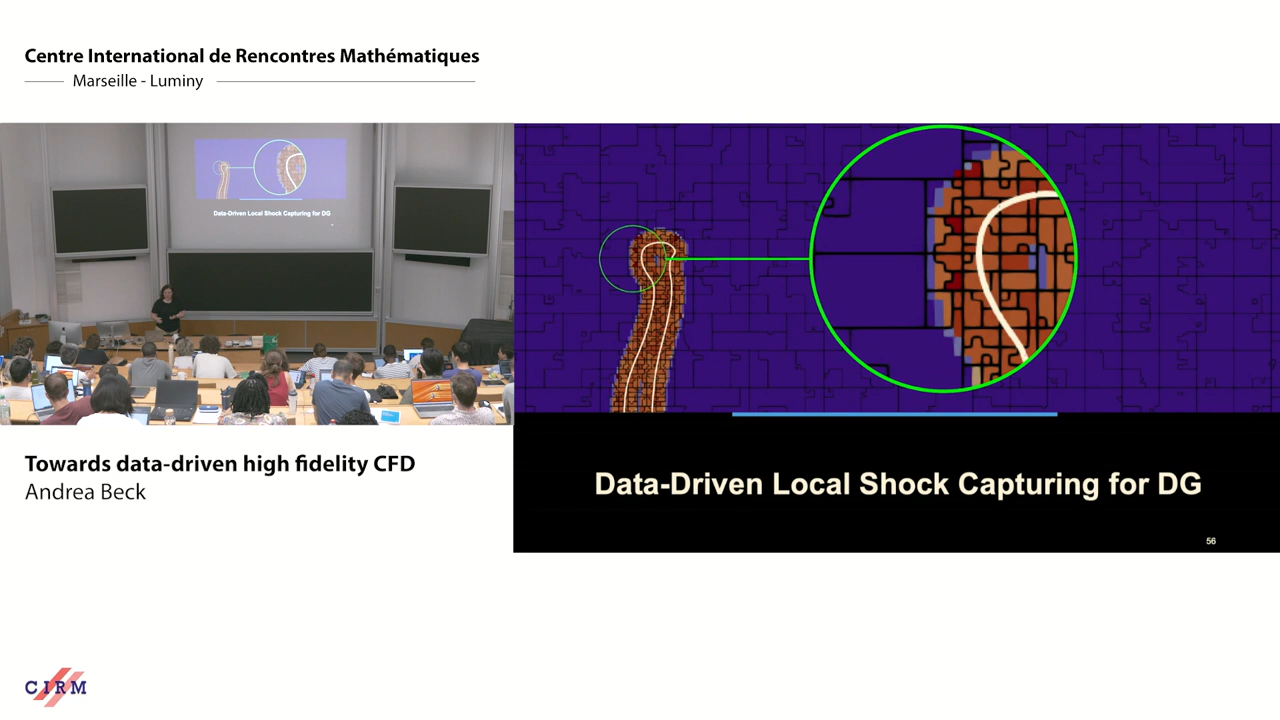 Centre International de Rencontres Mathématiques
Marseille - Luminy
Data-Driven Local Shock Capturing for DG
Towards data-driven high fidelity CFD
Andrea Beck
Data-Driven Local Shock Capturing for DG
56
CIRM